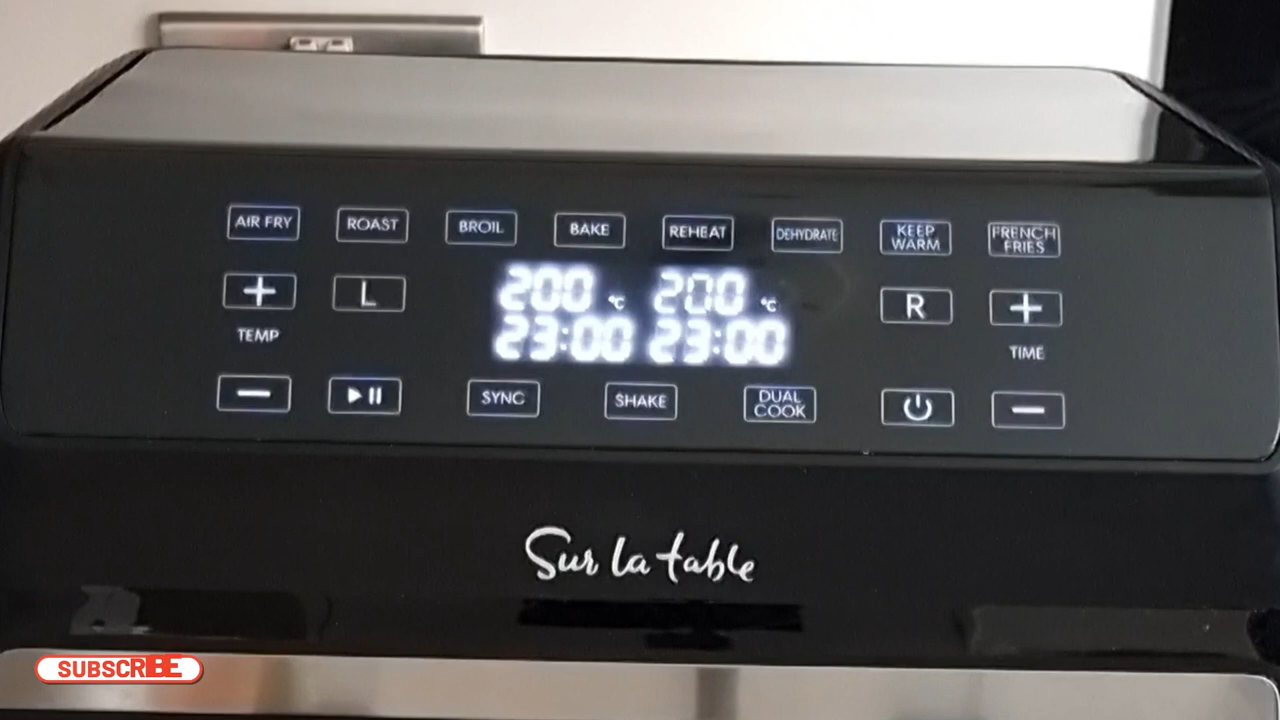 AIR FRY ROAST BROIL BAKE REHEAT DEHYDRATE KEEP WARM FRENCH FRIES
L 200 °C 200 °C R
23:00 23:00
TEMP TIME
SYNC SHAKE DUAL COOK
Sur la table
SUBSCRIBE